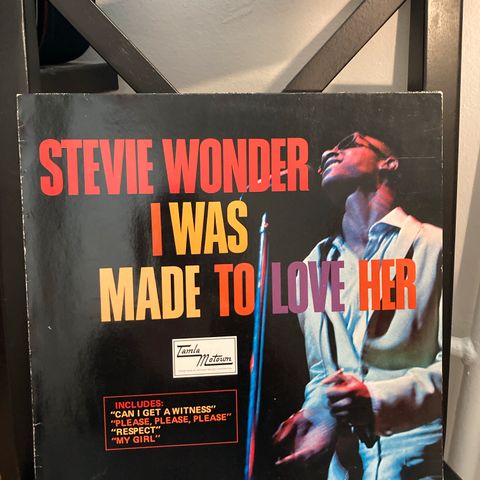 STEVIE WONDER
I WAS
MADE TO LOVE HER
Tamla
Motown
INCLUDES:
"CAN I GET A WITNESS"
"PLEASE, PLEASE, PLEASE"
"RESPECT"
"MY GIRL"